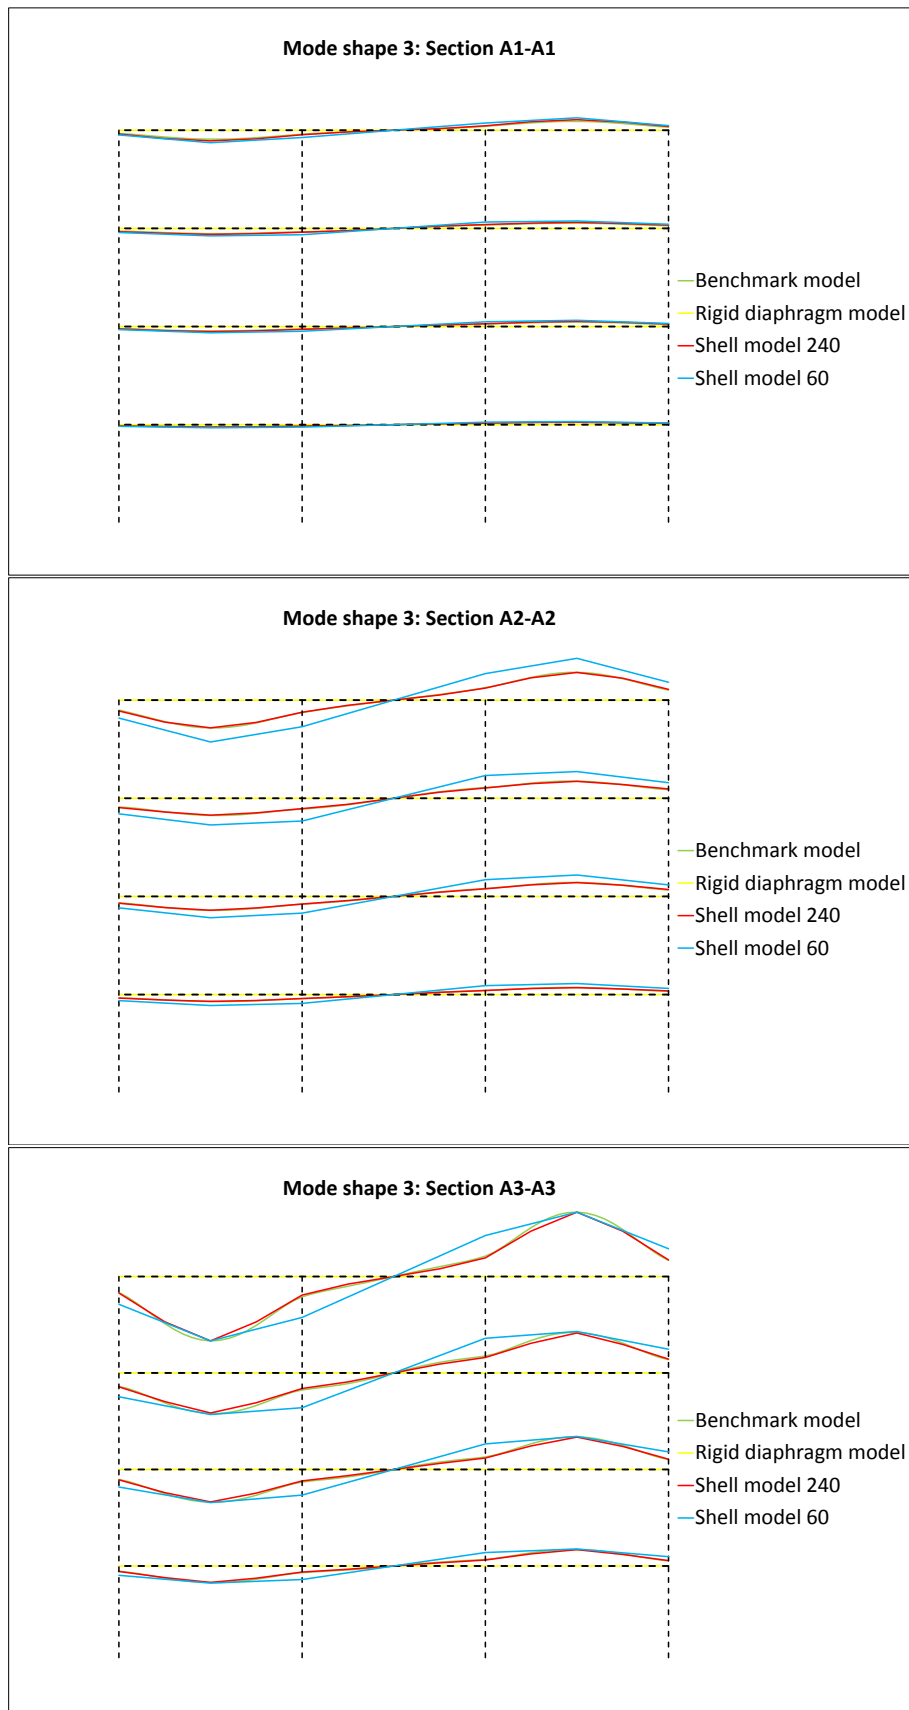 Mode shape 3: Section A1-A1
Benchmark model
Rigid diaphragm model
Shell model 240
Shell model 60
Mode shape 3: Section A2-A2
Benchmark model
Rigid diaphragm model
Shell model 240
Shell model 60
Mode shape 3: Section A3-A3
Benchmark model
Rigid diaphragm model
Shell model 240
Shell model 60